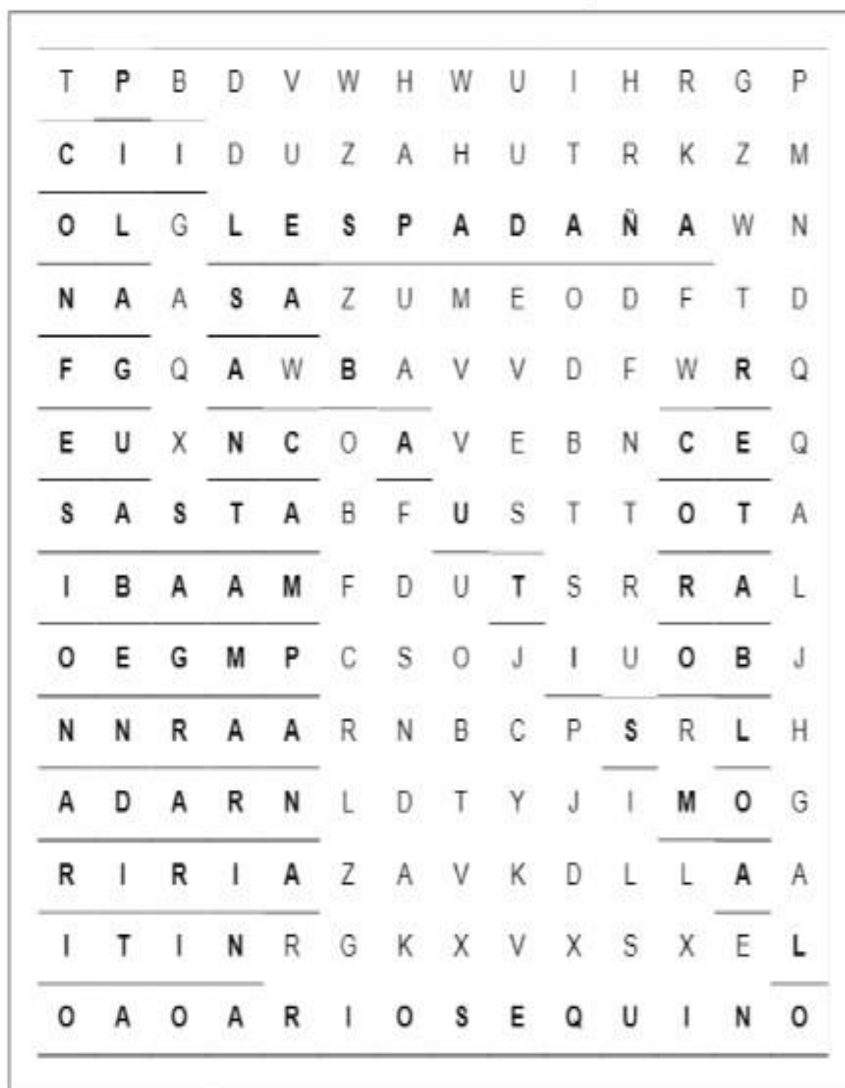 T P B D V W H W U I H R G P
C I I D U Z A H U T R K Z M
O L G L E S P A D A Ñ A W N
N A A S A Z U M E O D F T D
F G Q A W B A V V D F W R Q
E U X N C O A V E B N C E Q
S A S T A B F U S T T O T A
I B A A M F D U T S R R A L
O E G M P C S O J I U O B J
N N R A A R N B C P S R L H
A D A R N L D T Y J I M O G
R I R I A Z A V K D L L A A
I T I N R G K X V X S X E L
O A O A R I O S E Q U I N O